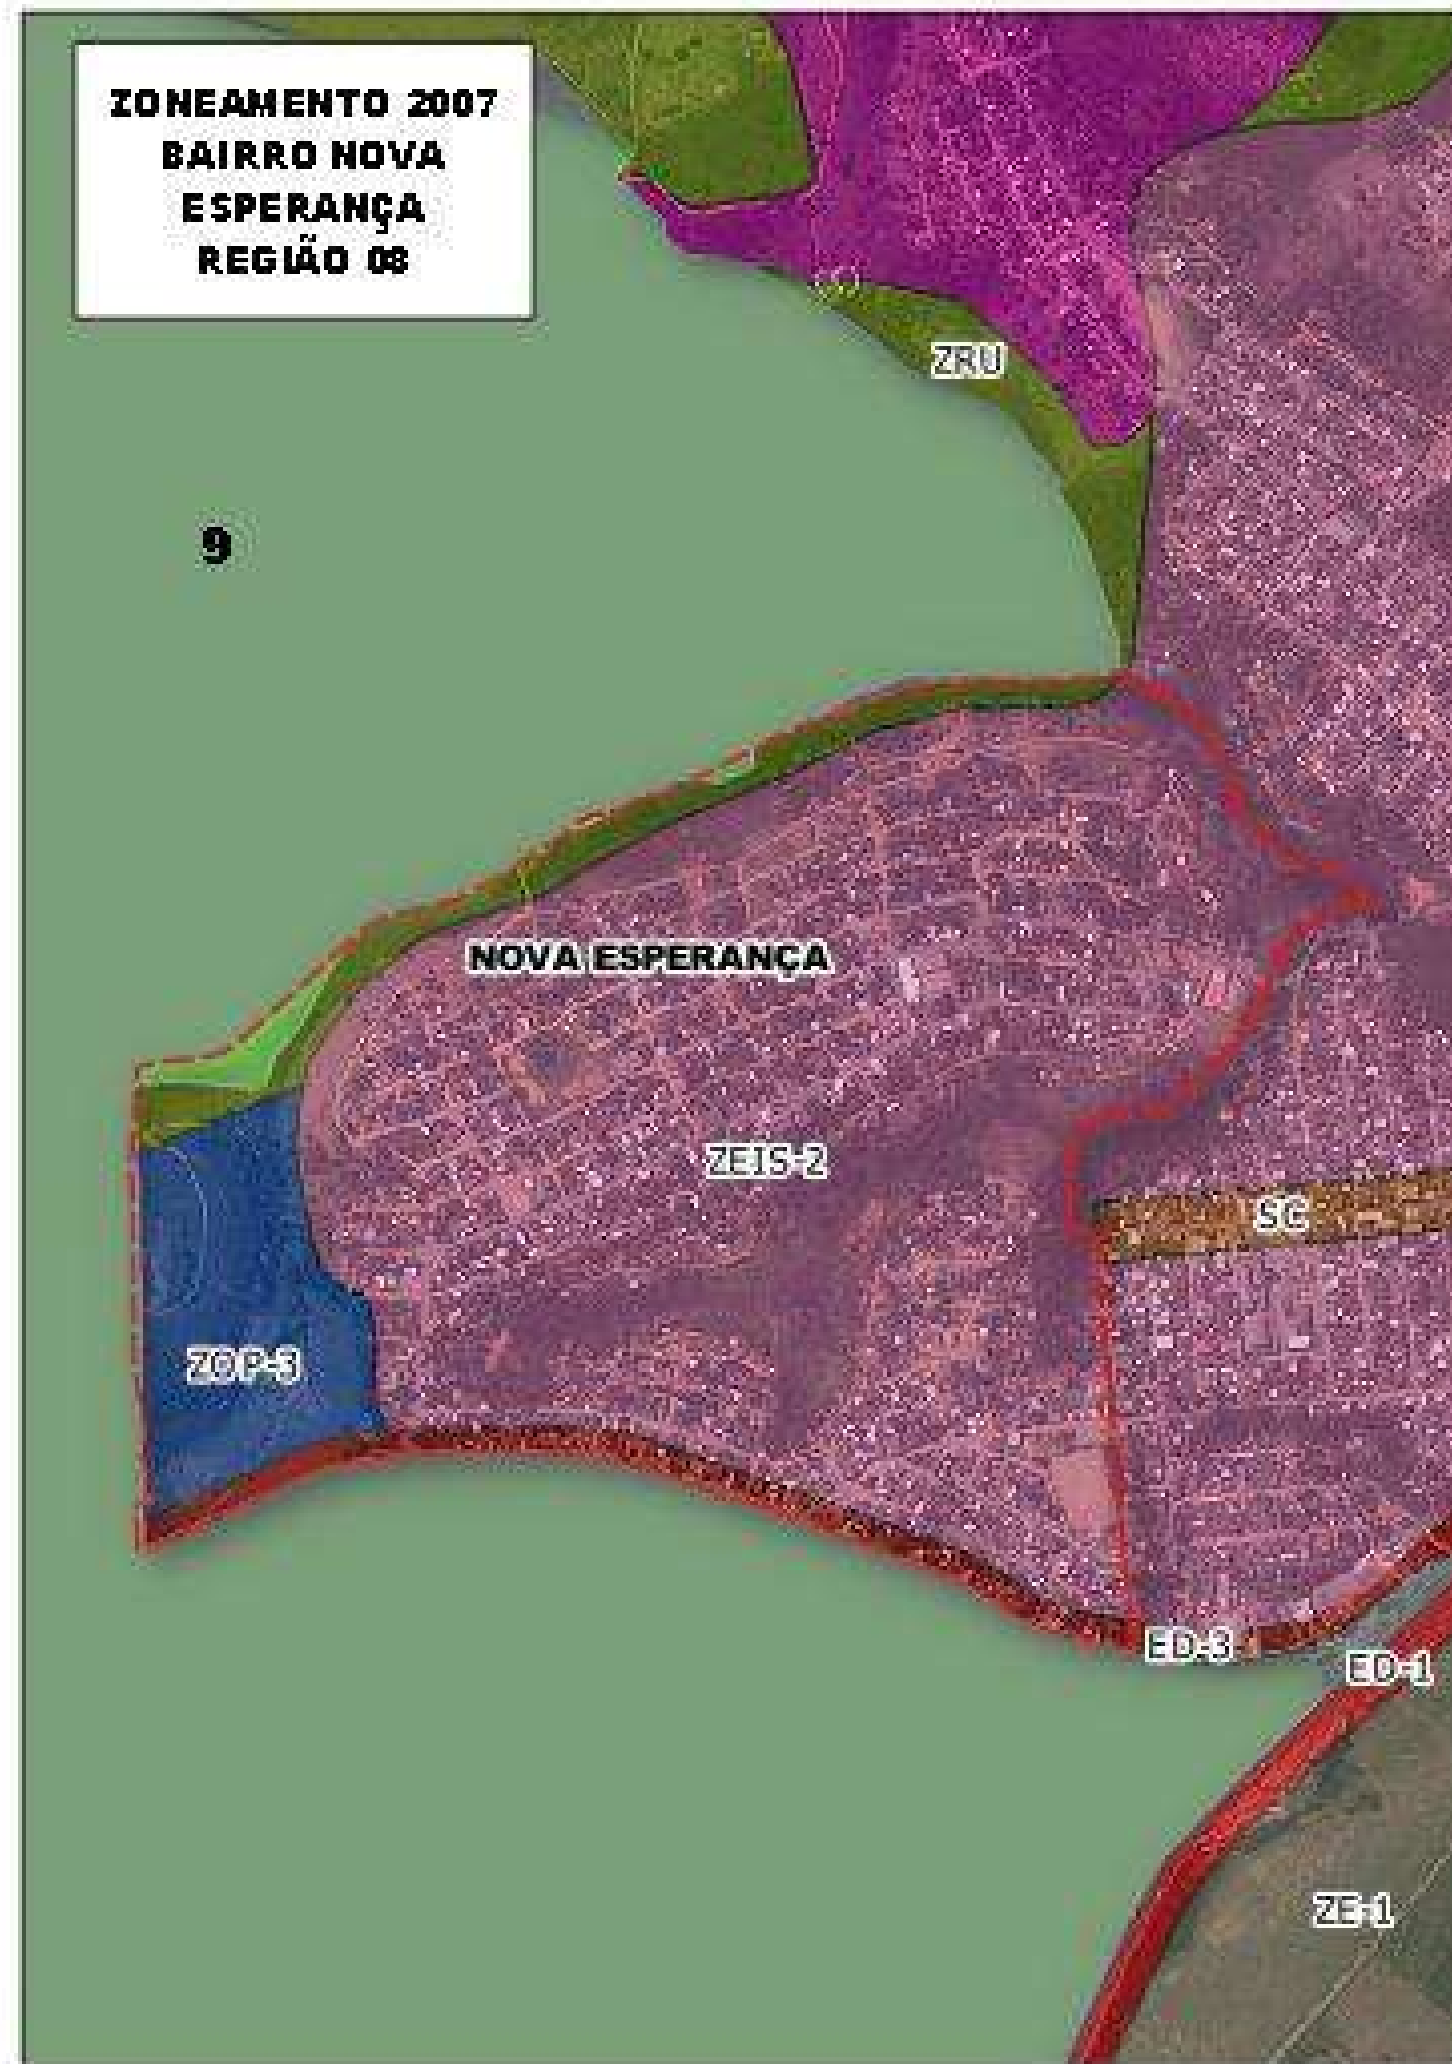 ZONEAMENTO 2007
BAIRRO NOVA
ESPERANÇA
REGIÃO 08
ZRU
9
NOVA ESPERANÇA
ZEIS-2
SC
ZOP-3
ED-3
ED-1
ZE-1